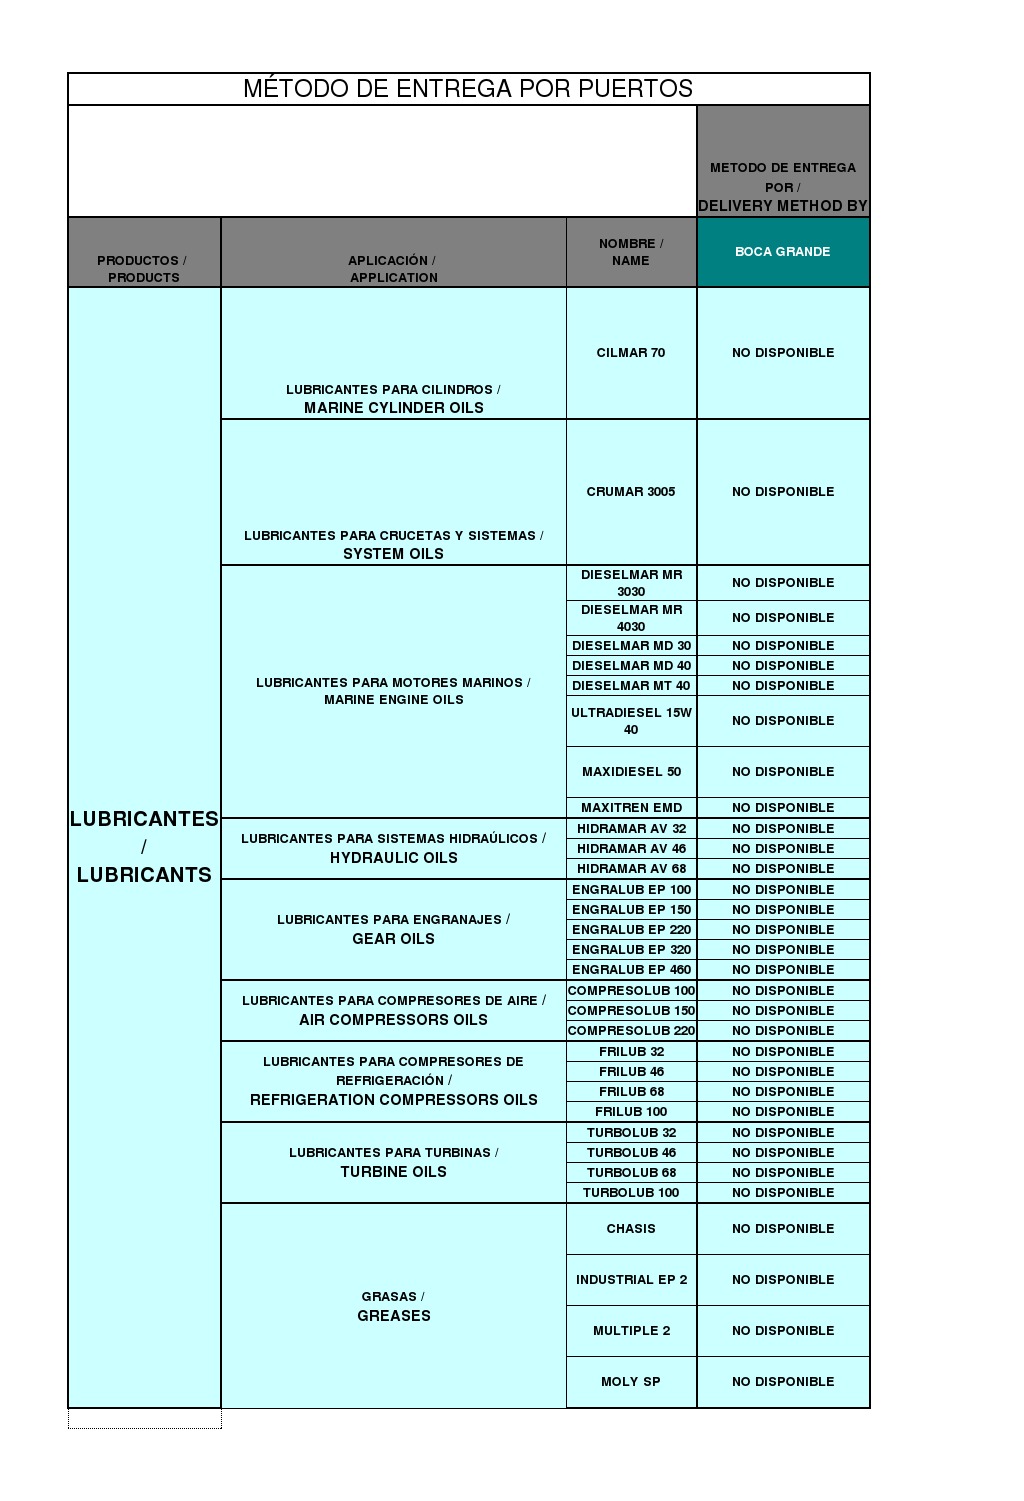 MÉTODO DE ENTREGA POR PUERTOS
METODO DE ENTREGA
POR /
DELIVERY METHOD BY
PRODUCTOS /
PRODUCTS
APLICACIÓN /
APPLICATION
NOMBRE /
NAME
BOCA GRANDE
LUBRICANTES
/
LUBRICANTS
LUBRICANTES PARA CILINDROS /
MARINE CYLINDER OILS
CILMAR 70 NO DISPONIBLE
LUBRICANTES PARA CRUCETAS Y SISTEMAS /
SYSTEM OILS
CRUMAR 3005 NO DISPONIBLE
LUBRICANTES PARA MOTORES MARINOS /
MARINE ENGINE OILS
DIESELMAR MR
3030 NO DISPONIBLE
DIESELMAR MR
4030 NO DISPONIBLE
DIESELMAR MD 30 NO DISPONIBLE
DIESELMAR MD 40 NO DISPONIBLE
DIESELMAR MT 40 NO DISPONIBLE
ULTRADIESEL 15W
40 NO DISPONIBLE
MAXIDIESEL 50 NO DISPONIBLE
MAXITREN EMD NO DISPONIBLE
LUBRICANTES PARA SISTEMAS HIDRAÚLICOS /
HYDRAULIC OILS
HIDRAMAR AV 32 NO DISPONIBLE
HIDRAMAR AV 46 NO DISPONIBLE
HIDRAMAR AV 68 NO DISPONIBLE
LUBRICANTES PARA ENGRANAJES /
GEAR OILS
ENGRALUB EP 100 NO DISPONIBLE
ENGRALUB EP 150 NO DISPONIBLE
ENGRALUB EP 220 NO DISPONIBLE
ENGRALUB EP 320 NO DISPONIBLE
ENGRALUB EP 460 NO DISPONIBLE
LUBRICANTES PARA COMPRESORES DE AIRE /
AIR COMPRESSORS OILS
COMPRESOLUB 100 NO DISPONIBLE
COMPRESOLUB 150 NO DISPONIBLE
COMPRESOLUB 220 NO DISPONIBLE
LUBRICANTES PARA COMPRESORES DE
REFRIGERACIÓN /
REFRIGERATION COMPRESSORS OILS
FRILUB 32 NO DISPONIBLE
FRILUB 46 NO DISPONIBLE
FRILUB 68 NO DISPONIBLE
FRILUB 100 NO DISPONIBLE
LUBRICANTES PARA TURBINAS /
TURBINE OILS
TURBOLUB 32 NO DISPONIBLE
TURBOLUB 46 NO DISPONIBLE
TURBOLUB 68 NO DISPONIBLE
TURBOLUB 100 NO DISPONIBLE
GRASAS /
GREASES
CHASIS NO DISPONIBLE
INDUSTRIAL EP 2 NO DISPONIBLE
MULTIPLE 2 NO DISPONIBLE
MOLY SP NO DISPONIBLE